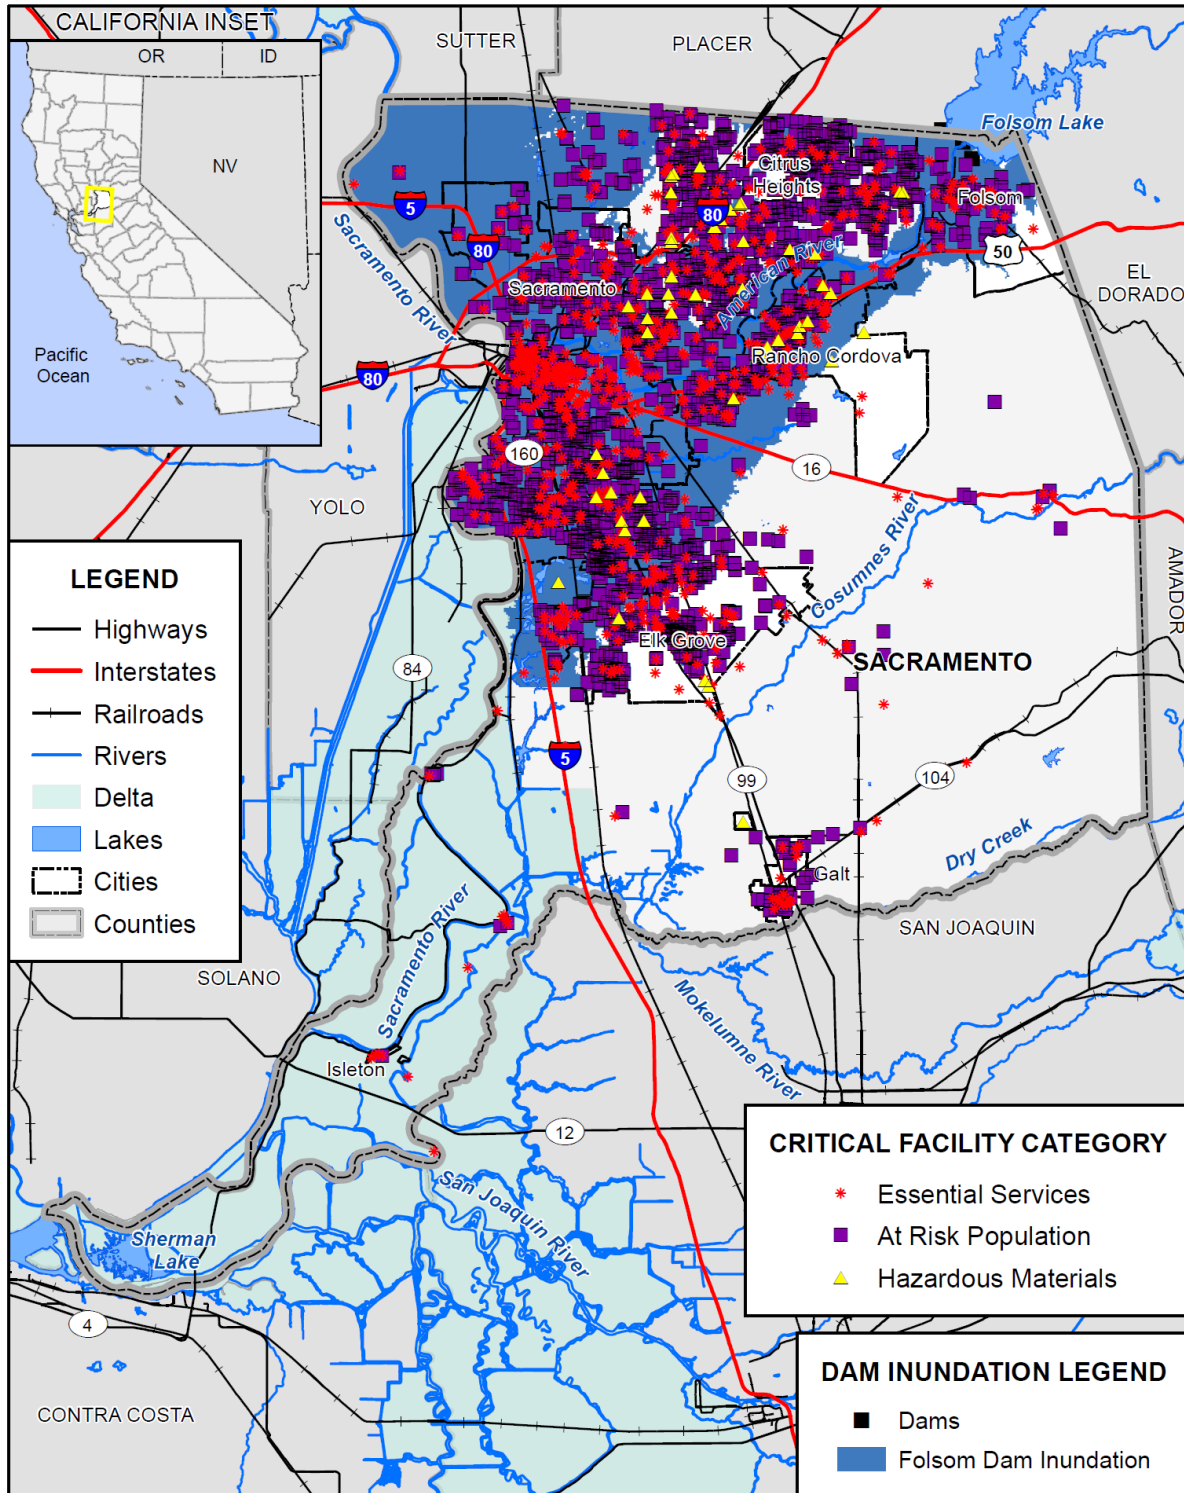 CALIFORNIA INSET
OR
ID
NV
Pacific
Ocean
SUTTER
PLACER
Folsom Lake
Citrus
Heights
Folsom
5
80
80
50
EL
DORADO
Sacramento River
Sacramento
American River
Rancho Cordova
80
160
16
YOLO
Cosumnes River
AMADOR
Elk Grove
SACRAMENTO
84
5
99
104
Dry Creek
Galt
SAN JOAQUIN
Sacramento River
SOLANO
Mokelumne River
Isleton
12
San Joaquin River
Sherman
Lake
4
CONTRA COSTA
LEGEND
Highways
Interstates
Railroads
Rivers
Delta
Lakes
Cities
Counties
CRITICAL FACILITY CATEGORY
Essential Services
At Risk Population
Hazardous Materials
DAM INUNDATION LEGEND
Dams
Folsom Dam Inundation